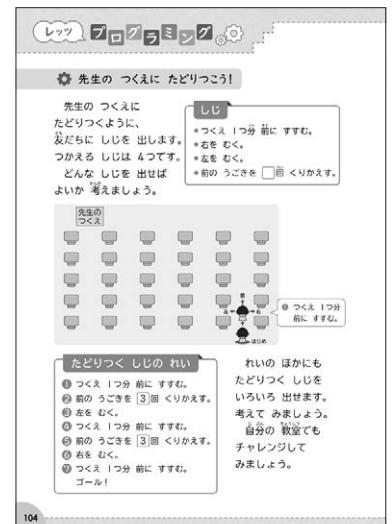 レッツ プログラミング
先生の つくえに たどりつこう！
先生の つくえに
たどりつくように、
友だちに しじを 出します。
つかえる しじは 4つです。
どんな しじを 出せば
よいか 考えましょう。
しじ
●つくえ 1つ分 前に すすむ。
●右を むく。
●左を むく。
●前の うごきを □回 くりかえす。
先生の
つくえ
前
左
右
はじめ
❶ つくえ 1つ分
前に すすむ。
たどりつく しじの れい
❶ つくえ 1つ分 前に すすむ。
❷ 前の うごきを 3回 くりかえす。
❸ 左を むく。
❹ つくえ 1つ分 前に すすむ。
❺ 前の うごきを 3回 くりかえす。
❻ 右を むく。
❼ つくえ 1つ分 前に すすむ。
ゴール！
れいの ほかにも
たどりつく しじを
いろいろ 出せます。
考えて みましょう。
自分の 教室でも
チャレンジして
みましょう。
104